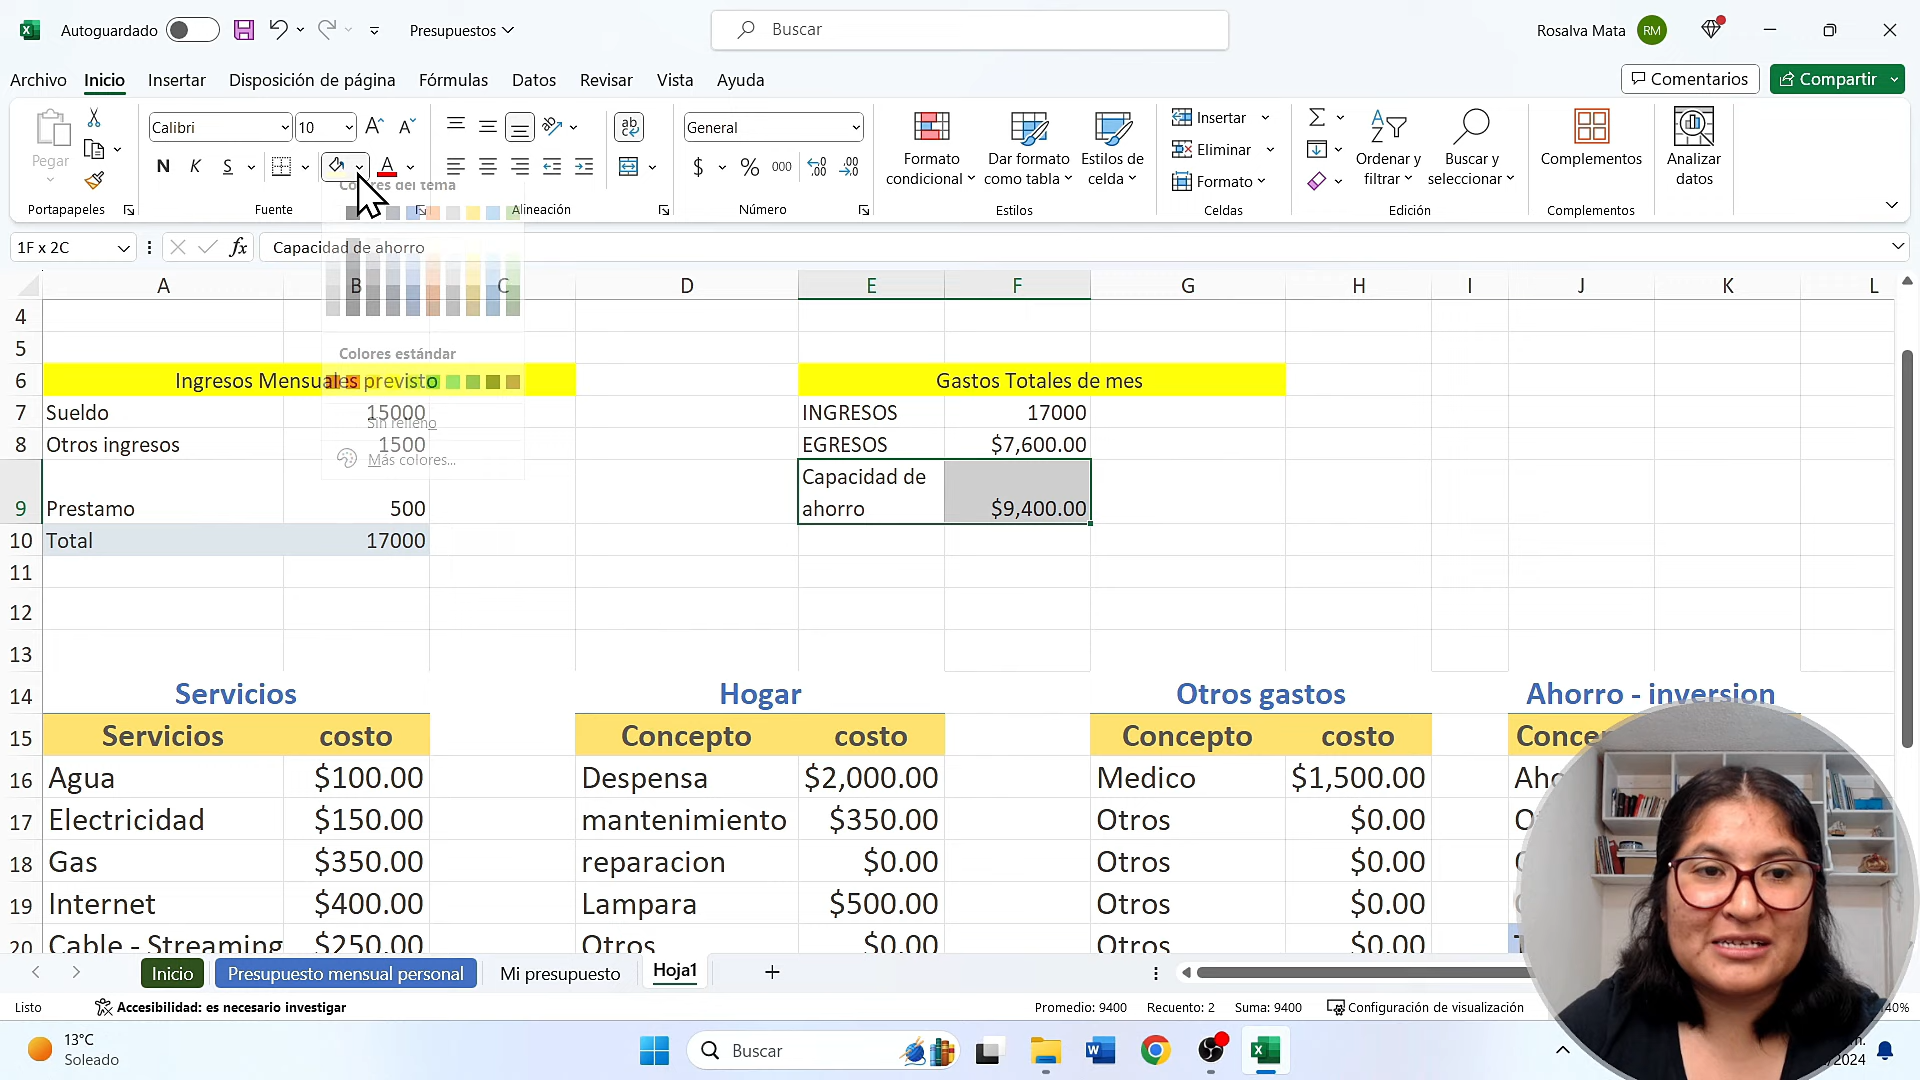 Autoguardado
Presupuestos
Buscar
Rosalva Mata
RM
Archivo
Inicio
Insertar
Disposición de página
Fórmulas
Datos
Revisar
Vista
Ayuda
Comentarios
Compartir
Pegar
Portapapeles
Calibri
10
N K S
Fuente
Alineación
General
$ % 000
Número
Formato condicional
Dar formato como tabla
Estilos de celda
Estilos
Insertar
Eliminar
Formato
Celdas
Ordenar y filtrar
Buscar y seleccionar
Edición
Complementos
Complementos
Analizar datos
1F x 2C
fx
Capacidad de ahorro
Colores del tema
Colores estándar
Sin relleno
Más colores...
A B C D E F G H I J K L
4
5
6 Ingresos Mensuales previsto Gastos Totales de mes
7 Sueldo 15000 INGRESOS 17000
8 Otros ingresos 1500 EGRESOS $7,600.00
9 Prestamo 500 Capacidad de ahorro $9,400.00
10 Total 17000
11
12
13
14 Servicios Hogar Otros gastos Ahorro - inversion
15 Servicios costo Concepto costo Concepto costo
16 Agua $100.00 Despensa $2,000.00 Medico $1,500.00
17 Electricidad $150.00 mantenimiento $350.00 Otros $0.00
18 Gas $350.00 reparacion $0.00 Otros $0.00
19 Internet $400.00 Lampara $500.00 Otros $0.00
20 Cable - Streaming $250.00 Otros $0.00 Otros $0.00
Inicio
Presupuesto mensual personal
Mi presupuesto
Hoja1
Listo
Accesibilidad: es necesario investigar
Promedio: 9400
Recuento: 2
Suma: 9400
Configuración de visualización
13°C
Soleado
Buscar